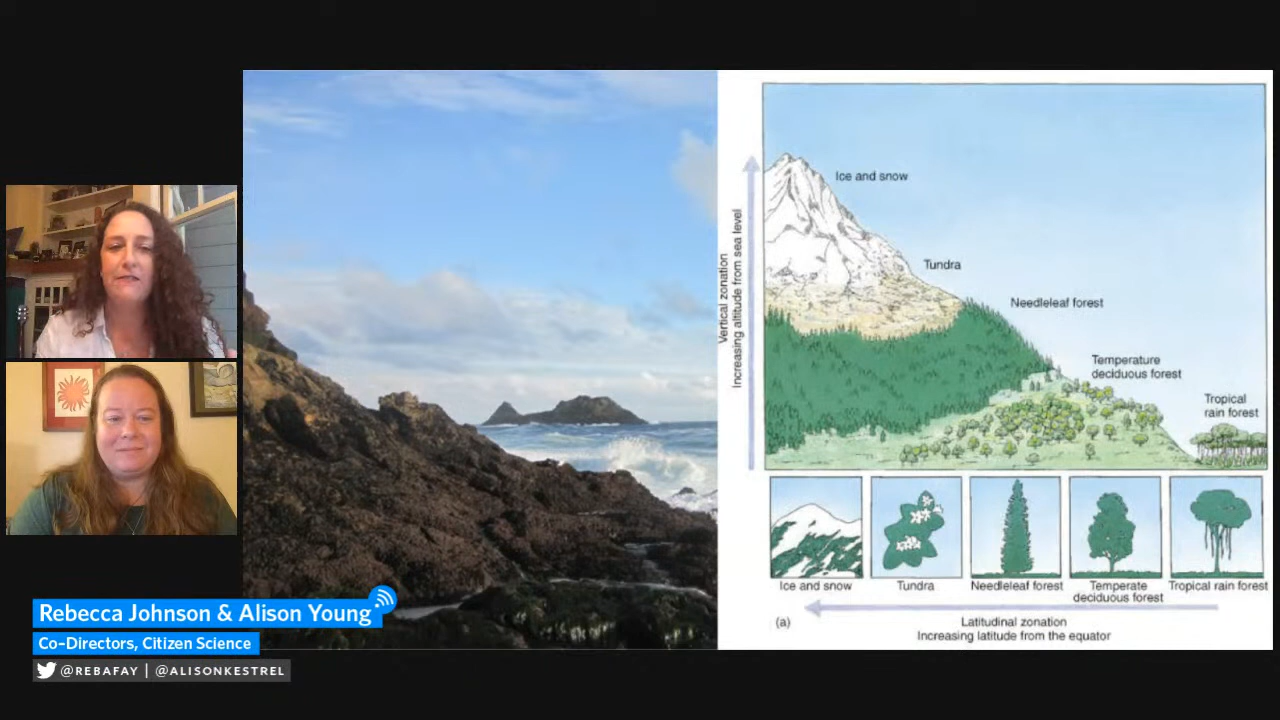 Ice and snow
Tundra
Needleleaf forest
Temperature
deciduous forest
Tropical
rain forest
Vertical zonation
Increasing altitude from sea level
Ice and snow
Tundra
Needleleaf forest
Temperate
deciduous forest
Tropical rain forest
(a)
Latitudinal zonation
Increasing latitude from the equator
Rebecca Johnson & Alison Young
Co-Directors, Citizen Science
@REBAFAY | @ALISONKESTREL